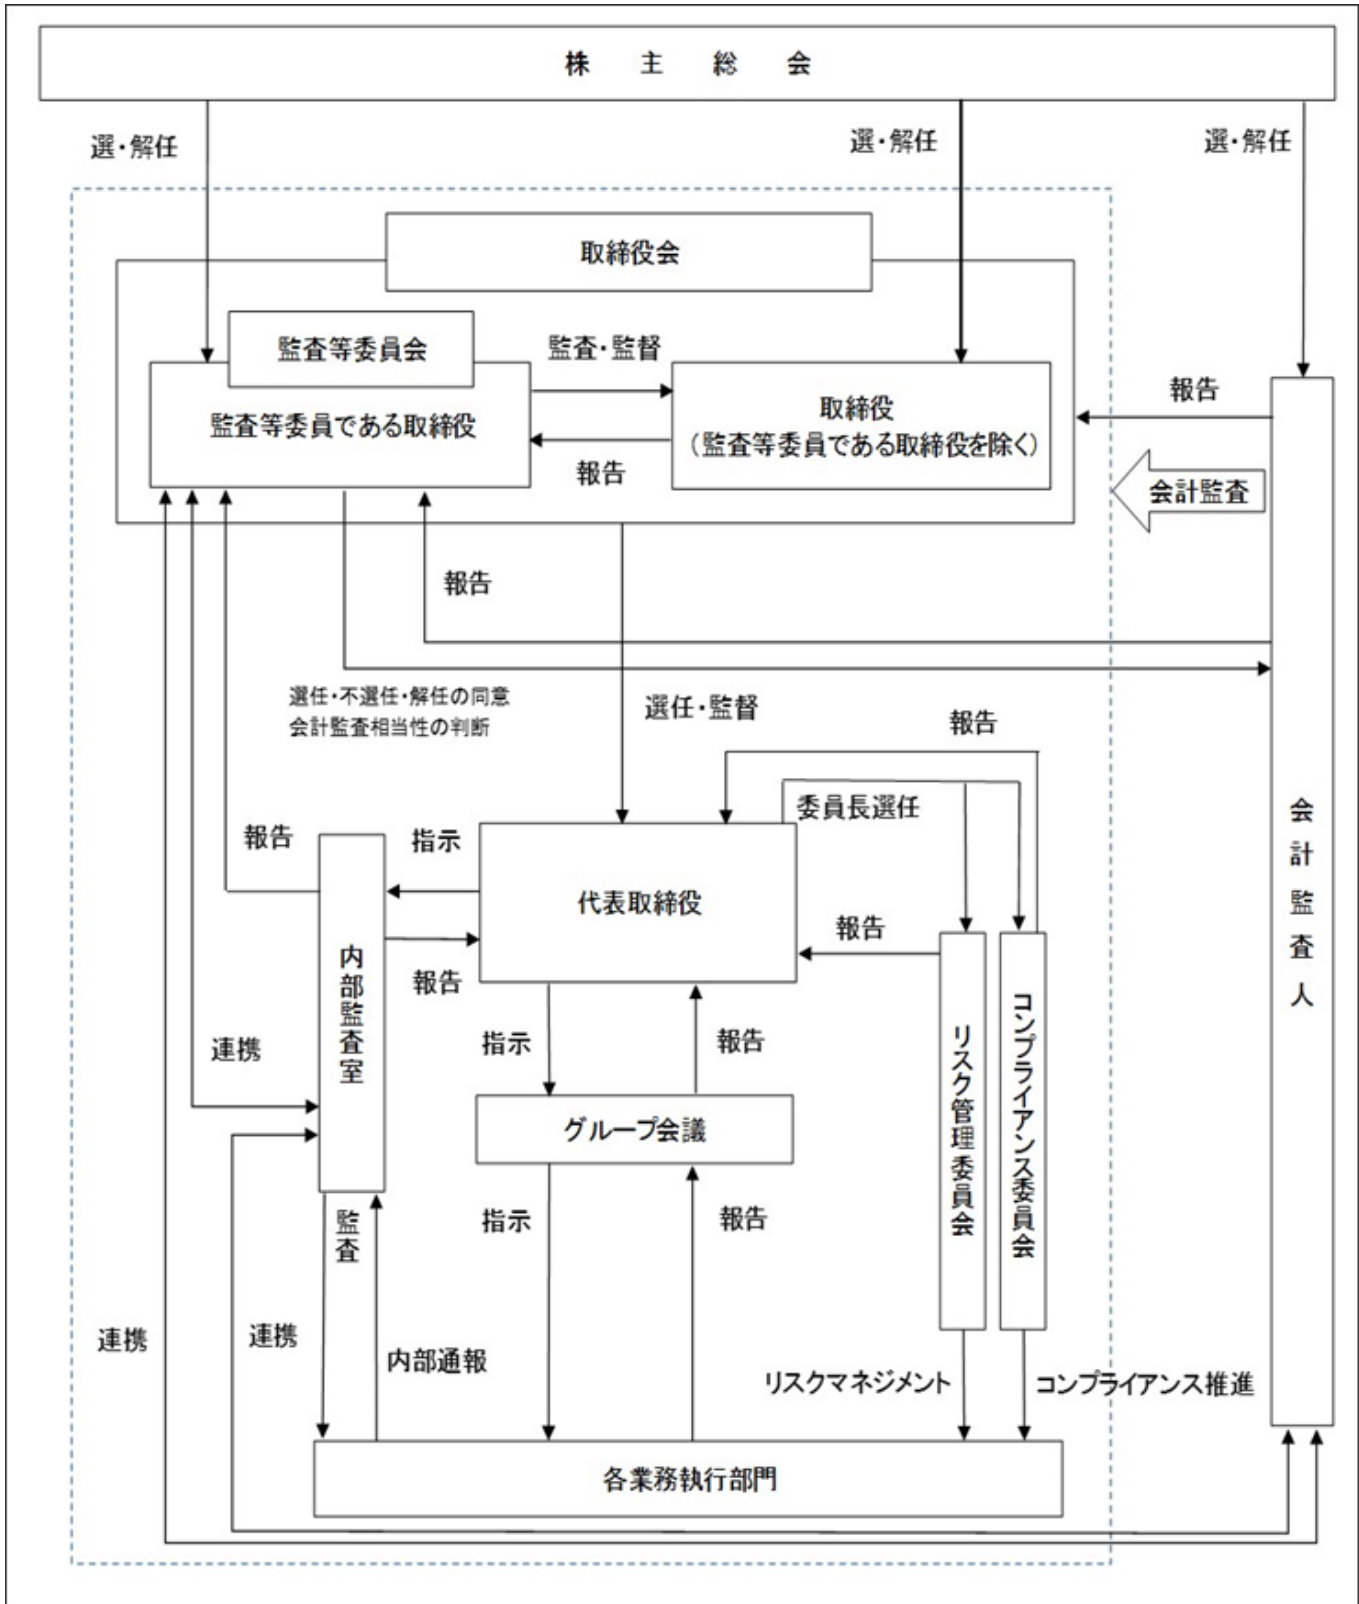 株主総会
選・解任
選・解任
選・解任
取締役会
監査等委員会
監査等委員である取締役
監査・監督
報告
取締役
（監査等委員である取締役を除く）
報告
会計監査
報告
選任・不選任・解任の同意
会計監査相当性の判断
選任・監督
報告
委員長選任
報告
指示
代表取締役
報告
報告
内部監査室
連携
指示
報告
グループ会議
リスク管理委員会
コンプライアンス委員会
会計監査人
監査
指示
報告
連携
連携
内部通報
リスクマネジメント
コンプライアンス推進
各業務執行部門